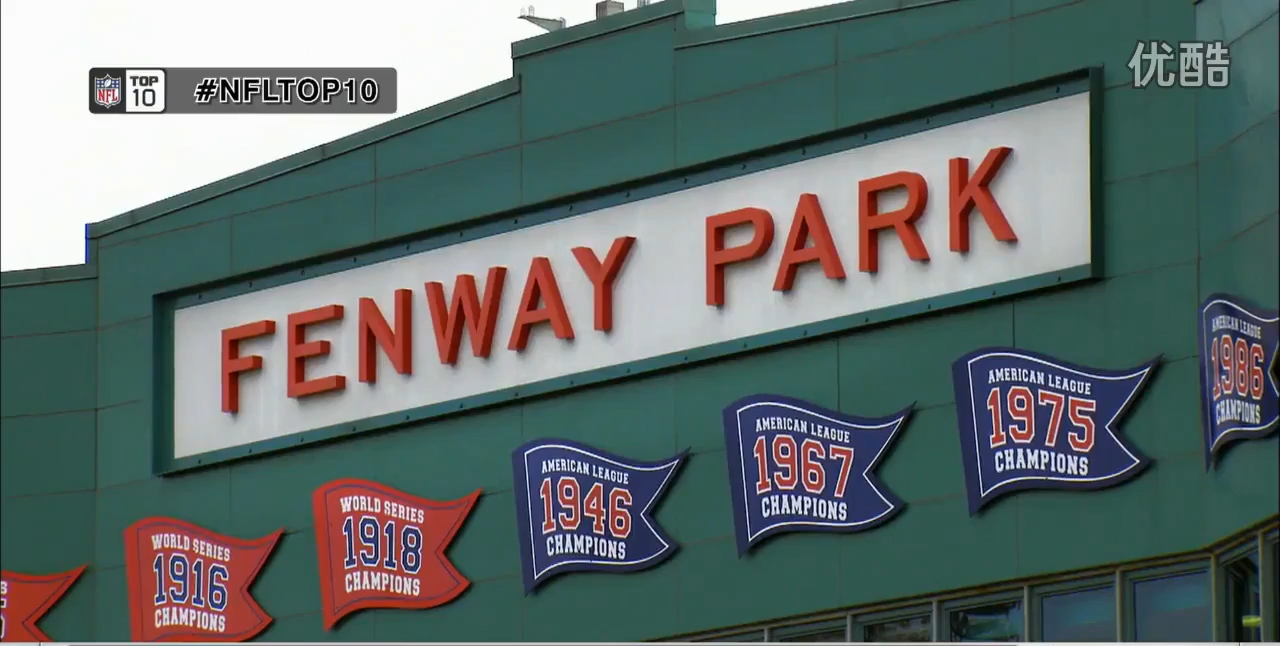 NFL
TOP
10
#NFLTOP10
优酷
FENWAY PARK
WORLD SERIES
1916
CHAMPIONS
WORLD SERIES
1918
CHAMPIONS
AMERICAN LEAGUE
1946
CHAMPIONS
AMERICAN LEAGUE
1967
CHAMPIONS
AMERICAN LEAGUE
1975
CHAMPIONS
AMERICAN LEAGUE
1986
CHAMPIONS